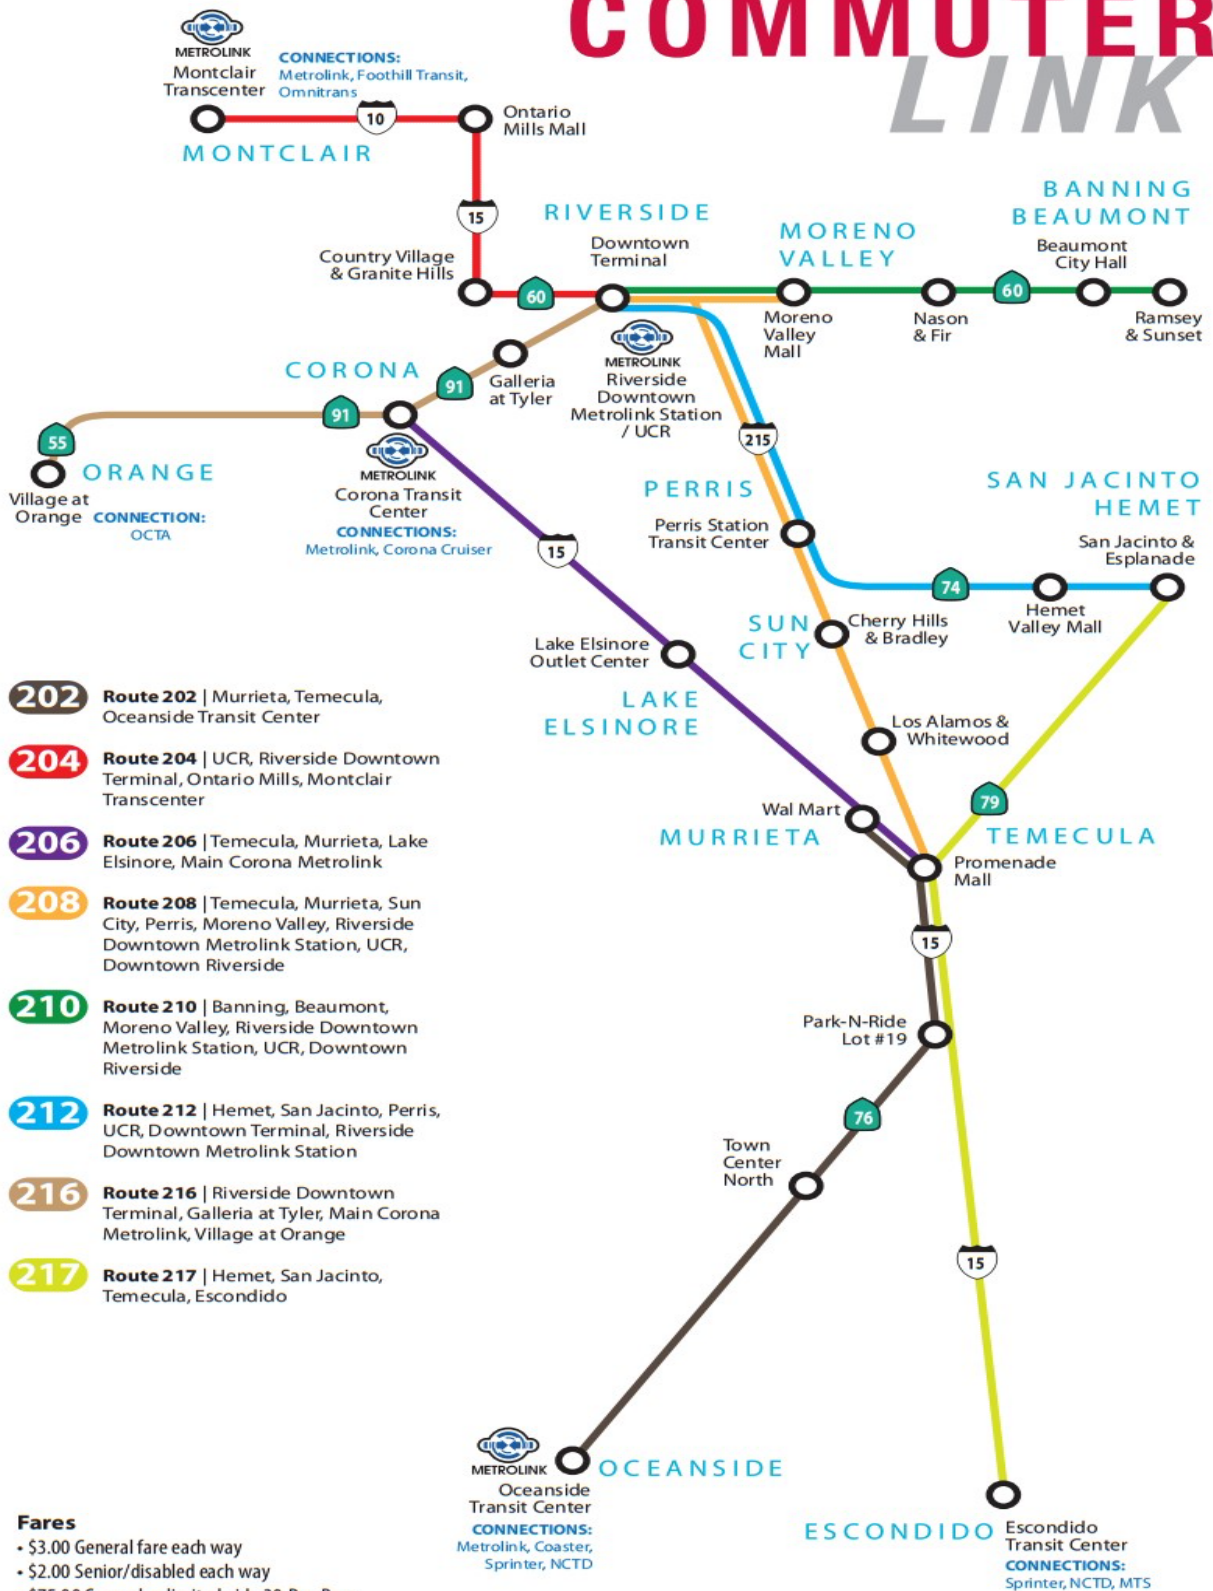 COMMUTER
LINK
METROLINK
Montclair
Transcenter
CONNECTIONS:
Metrolink, Foothill Transit,
Omnitrans
10
Ontario
Mills Mall
MONTCLAIR
15
BANNING
BEAUMONT
RIVERSIDE
MORENO
VALLEY
Downtown
Terminal
Beaumont
City Hall
Country Village
& Granite Hills
60
60
Moreno
Valley
Mall
Nason
& Fir
Ramsey
& Sunset
METROLINK
Riverside
Downtown
Metrolink Station
/ UCR
CORONA
91
Galleria
at Tyler
91
55
ORANGE
Village at
Orange
CONNECTION:
OCTA
METROLINK
Corona Transit
Center
CONNECTIONS:
Metrolink, Corona Cruiser
215
PERRIS
Perris Station
Transit Center
SAN JACINTO
HEMET
San Jacinto &
Esplanade
15
74
Hemet
Valley Mall
SUN
CITY
Cherry Hills
& Bradley
Lake Elsinore
Outlet Center
LAKE
ELSINORE
Los Alamos &
Whitewood
Wal Mart
MURRIETA
79
TEMECULA
Promenade
Mall
15
Park-N-Ride
Lot #19
76
Town
Center
North
15
202 Route 202 | Murrieta, Temecula,
Oceanside Transit Center
204 Route 204 | UCR, Riverside Downtown
Terminal, Ontario Mills, Montclair
Transcenter
206 Route 206 | Temecula, Murrieta, Lake
Elsinore, Main Corona Metrolink
208 Route 208 | Temecula, Murrieta, Sun
City, Perris, Moreno Valley, Riverside
Downtown Metrolink Station, UCR,
Downtown Riverside
210 Route 210 | Banning, Beaumont,
Moreno Valley, Riverside Downtown
Metrolink Station, UCR, Downtown
Riverside
212 Route 212 | Hemet, San Jacinto, Perris,
UCR, Downtown Terminal, Riverside
Downtown Metrolink Station
216 Route 216 | Riverside Downtown
Terminal, Galleria at Tyler, Main Corona
Metrolink, Village at Orange
217 Route 217 | Hemet, San Jacinto,
Temecula, Escondido
METROLINK
OCEANSIDE
Oceanside
Transit Center
CONNECTIONS:
Metrolink, Coaster,
Sprinter, NCTD
ESCONDIDO
Escondido
Transit Center
CONNECTIONS:
Sprinter, NCTD, MTS
Fares
• $3.00 General fare each way
• $2.00 Senior/disabled each way